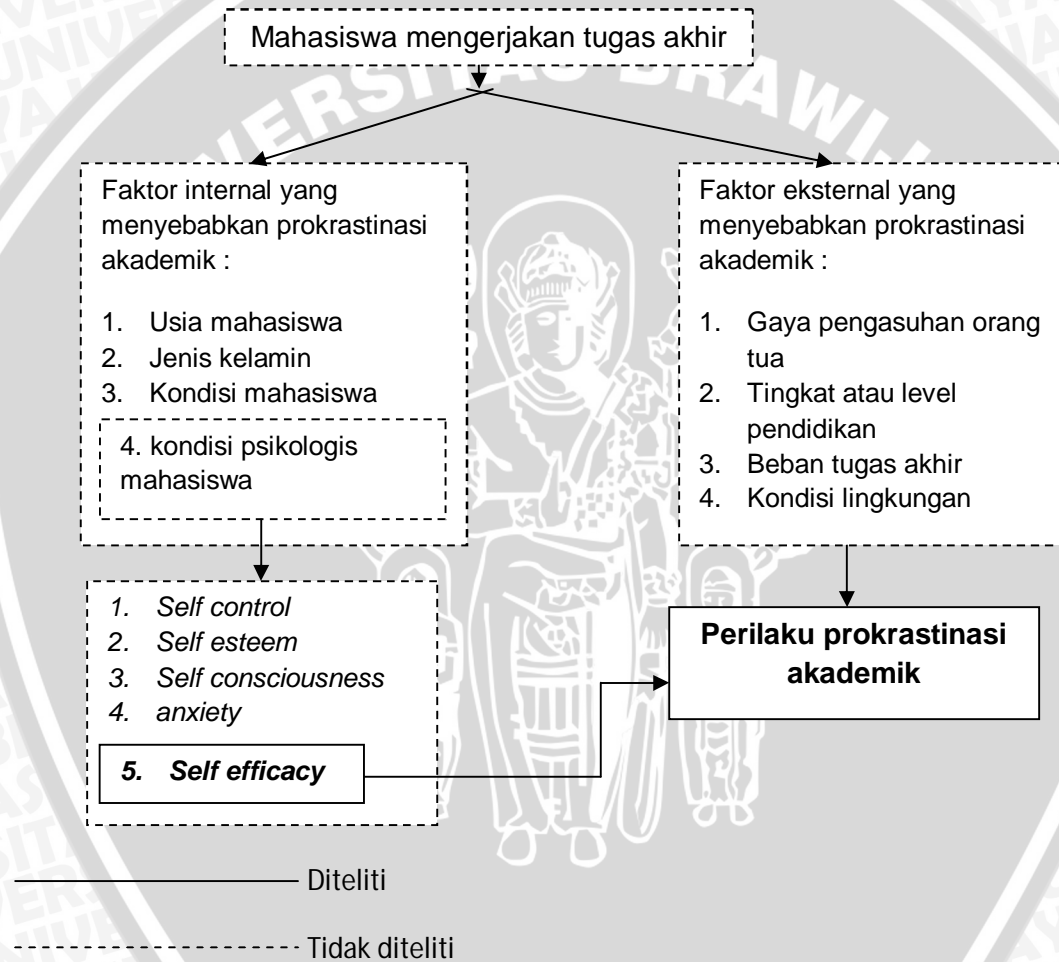 Mahasiswa mengerjakan tugas akhir
VERSITAS BRAWIJ
Faktor internal yang
menyebabkan prokrastinasi
akademik :
1. Usia mahasiswa
2. Jenis kelamin
3. Kondisi mahasiswa
4. kondisi psikologis
mahasiswa
Faktor eksternal yang
menyebabkan prokrastinasi
akademik :
1. Gaya pengasuhan orang
tua
2. Tingkat atau level
pendidikan
3. Beban tugas akhir
4. Kondisi lingkungan
1. Self control
2. Self esteem
3. Self consciousness
4. anxiety
5. Self efficacy
Perilaku prokrastinasi
akademik
Diteliti
Tidak diteliti